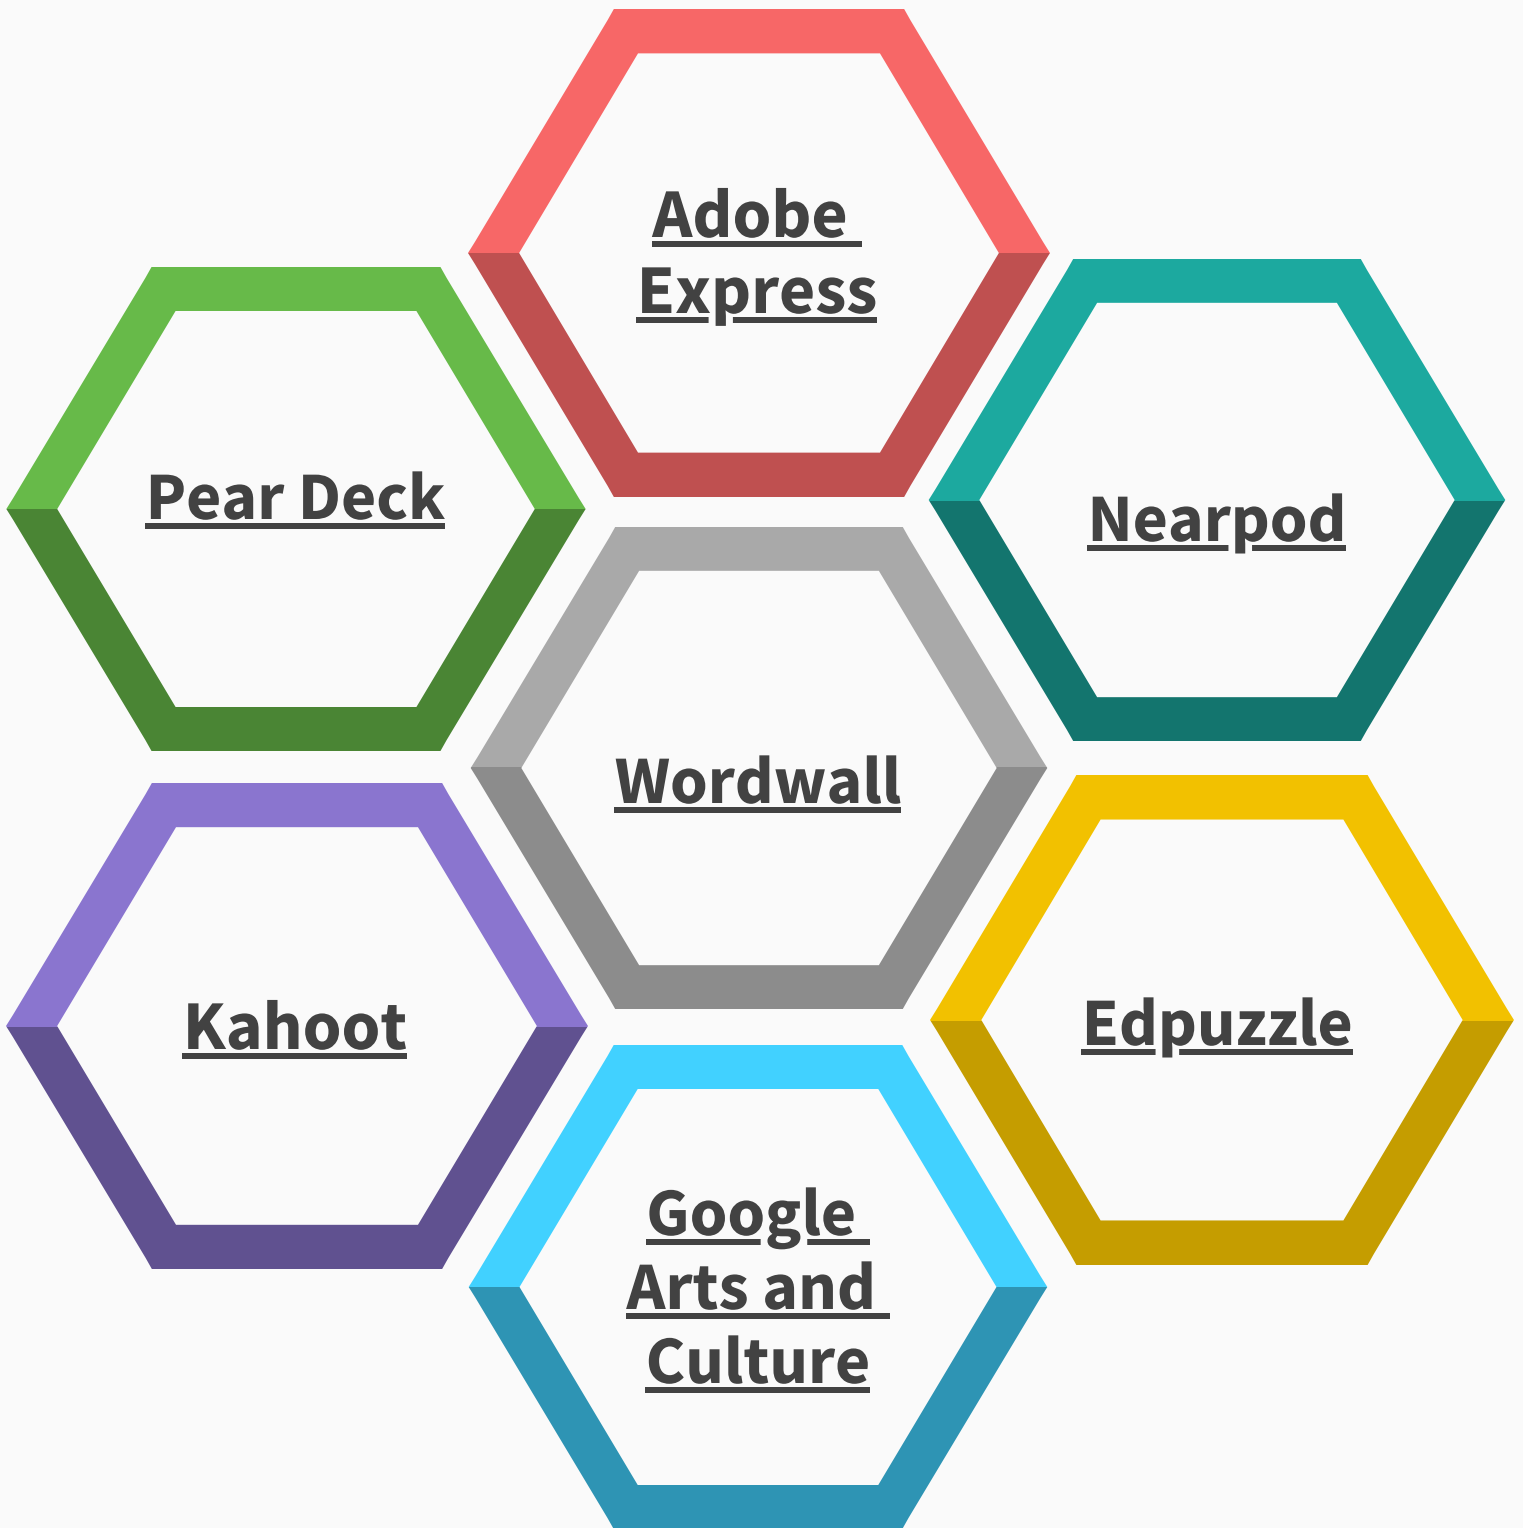 Adobe
Express
Pear Deck
Nearpod
Wordwall
Kahoot
Edpuzzle
Google
Arts and
Culture